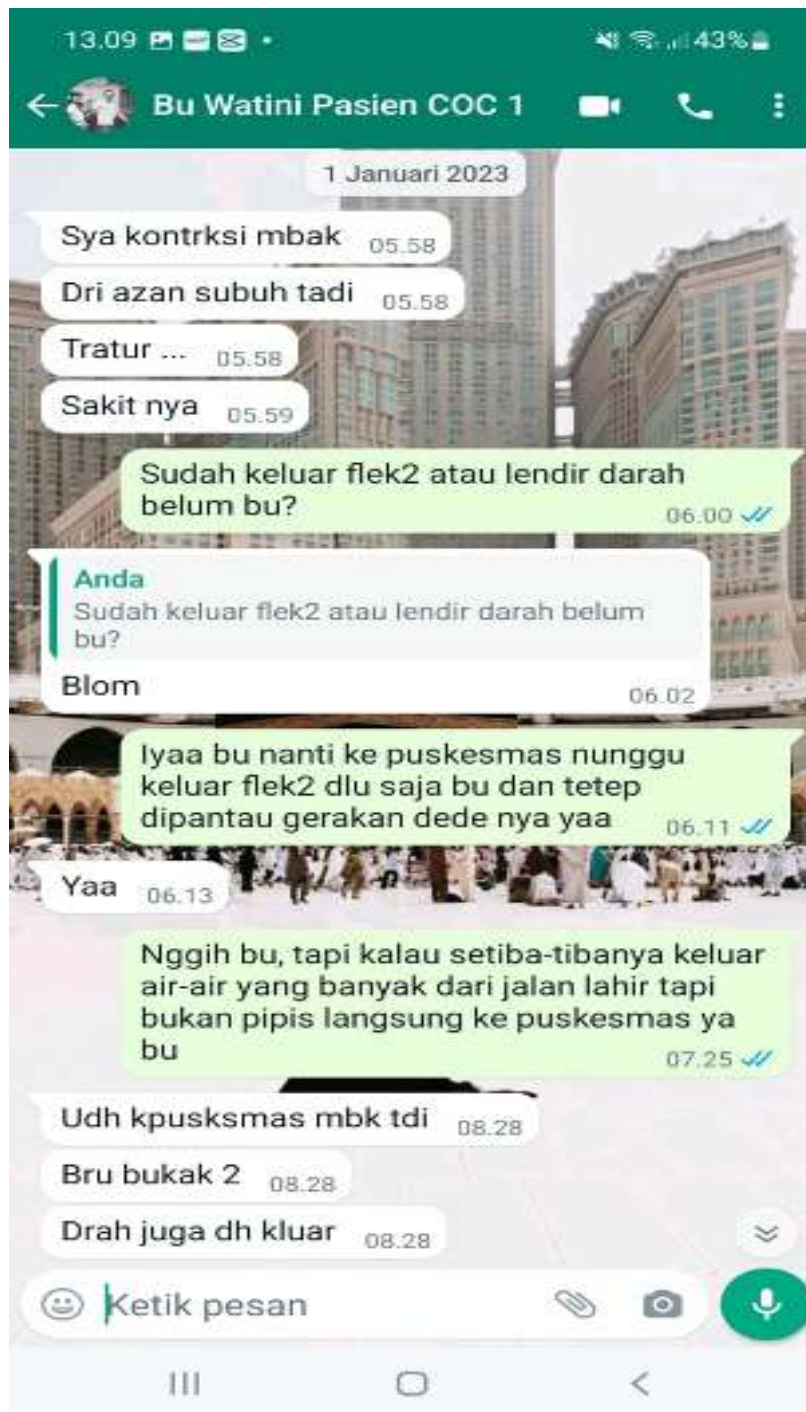 13.09
43%
Bu Watini Pasien COC 1
1 Januari 2023
Sya kontrksi mbak 05.58
Dri azan subuh tadi 05.58
Tratur ... 05.58
Sakit nya 05.59
Sudah keluar flek2 atau lendir darah
belum bu?
06.00
Anda
Sudah keluar flek2 atau lendir darah belum
bu?
Blom 06.02
Iyaa bu nanti ke puskesmas nunggu
keluar flek2 dlu saja bu dan tetep
dipantau gerakan dede nya yaa 06.11
Yaa 06.13
Nggih bu, tapi kalau setiba-tibanya keluar
air-air yang banyak dari jalan lahir tapi
bukan pipis langsung ke puskesmas ya
bu
07.25
Udh kpusksmas mbk tdi 08.28
Bru bukak 2 08.28
Drah juga dh kluar 08.28
Ketik pesan